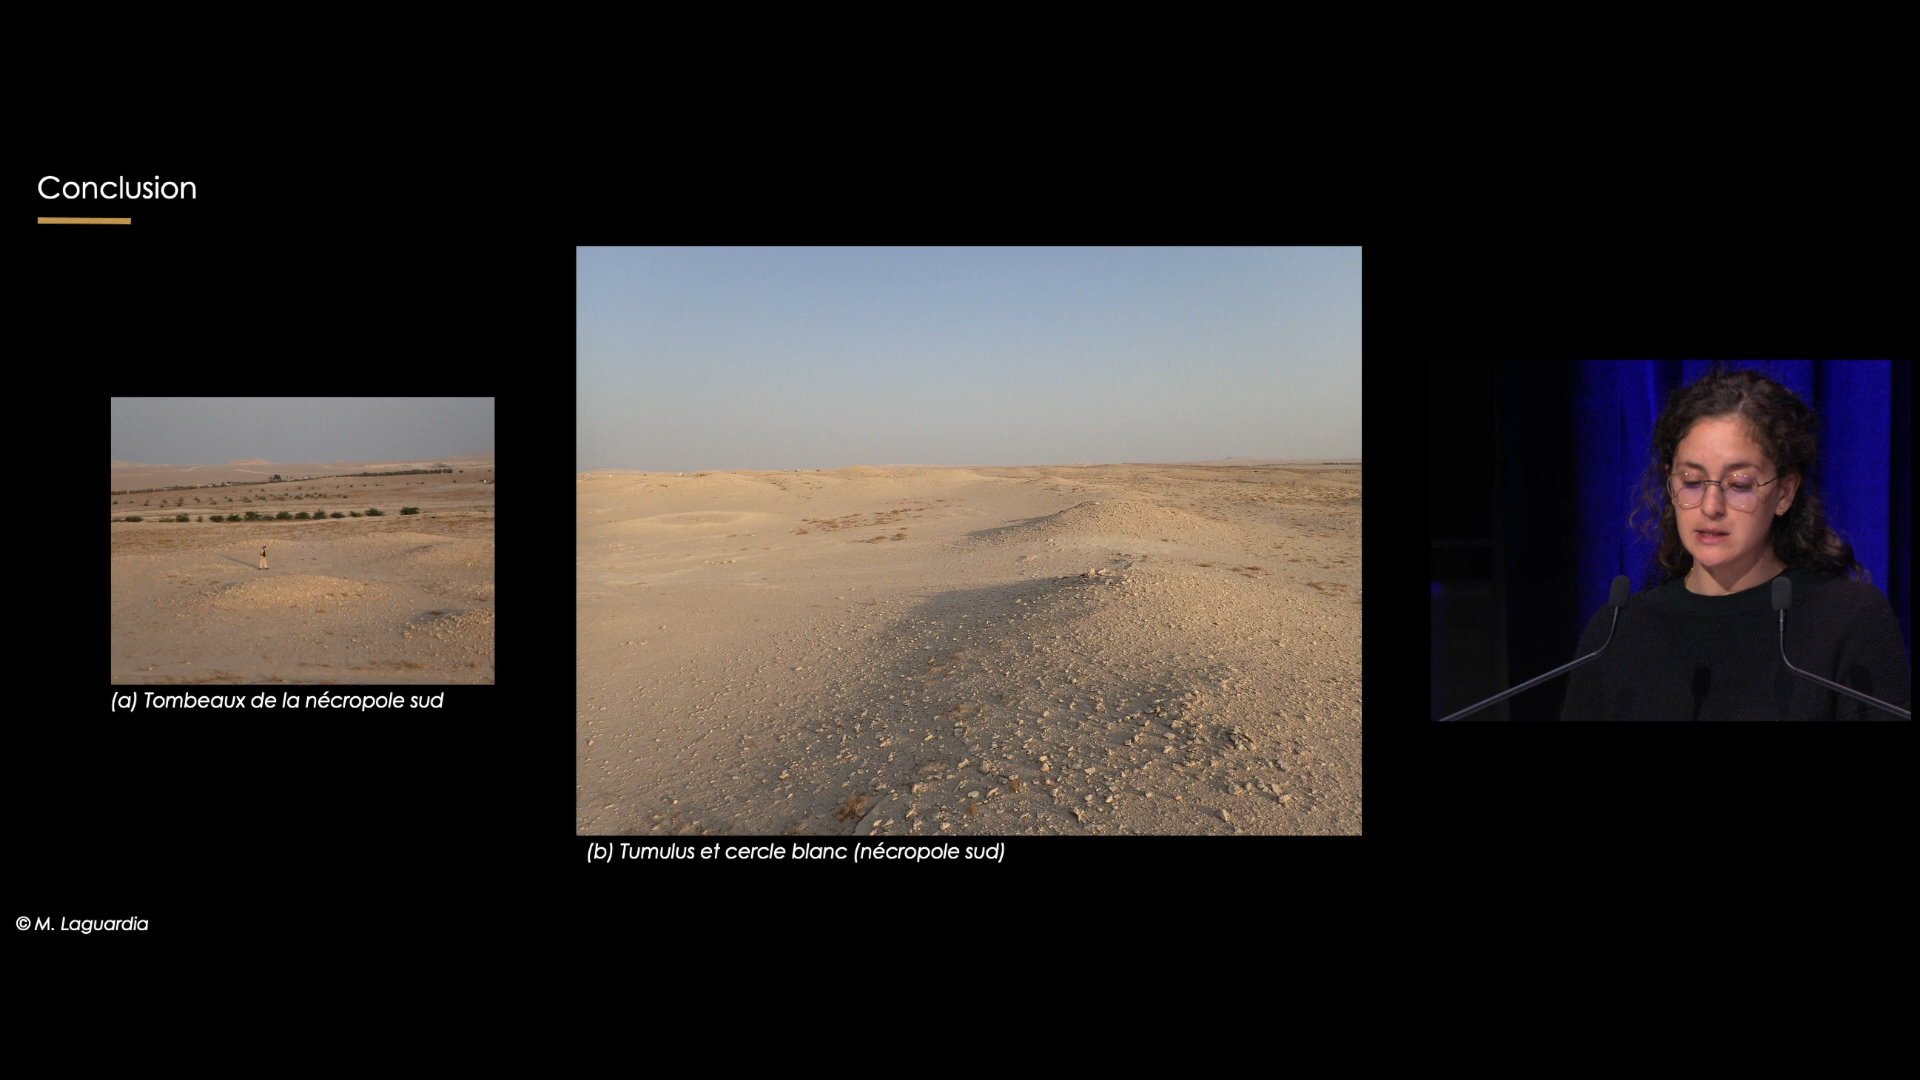 Conclusion
(a) Tombeaux de la nécropole sud
(b) Tumulus et cercle blanc (nécropole sud)
© M. Laguardia